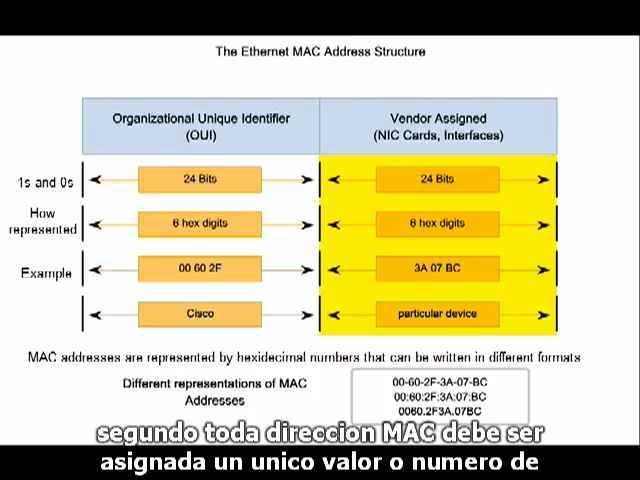 The Ethernet MAC Address Structure
Organizational Unique Identifier
(OUI)
Vendor Assigned
(NIC Cards, Interfaces)
1s and 0s
24 Bits
24 Bits
How
represented
6 hex digits
6 hex digits
Example
00 60 2F
3A 07 BC
Cisco
particular device
MAC addresses are represented by hexidecimal numbers that can be written in different formats
Different representations of MAC
Addresses
00-60-2F-3A-07-BC
00:60:2F:3A:07:BC
0060.2F3A.07BC
segundo toda direccion MAC debe ser
asignada un unico valor o numero de